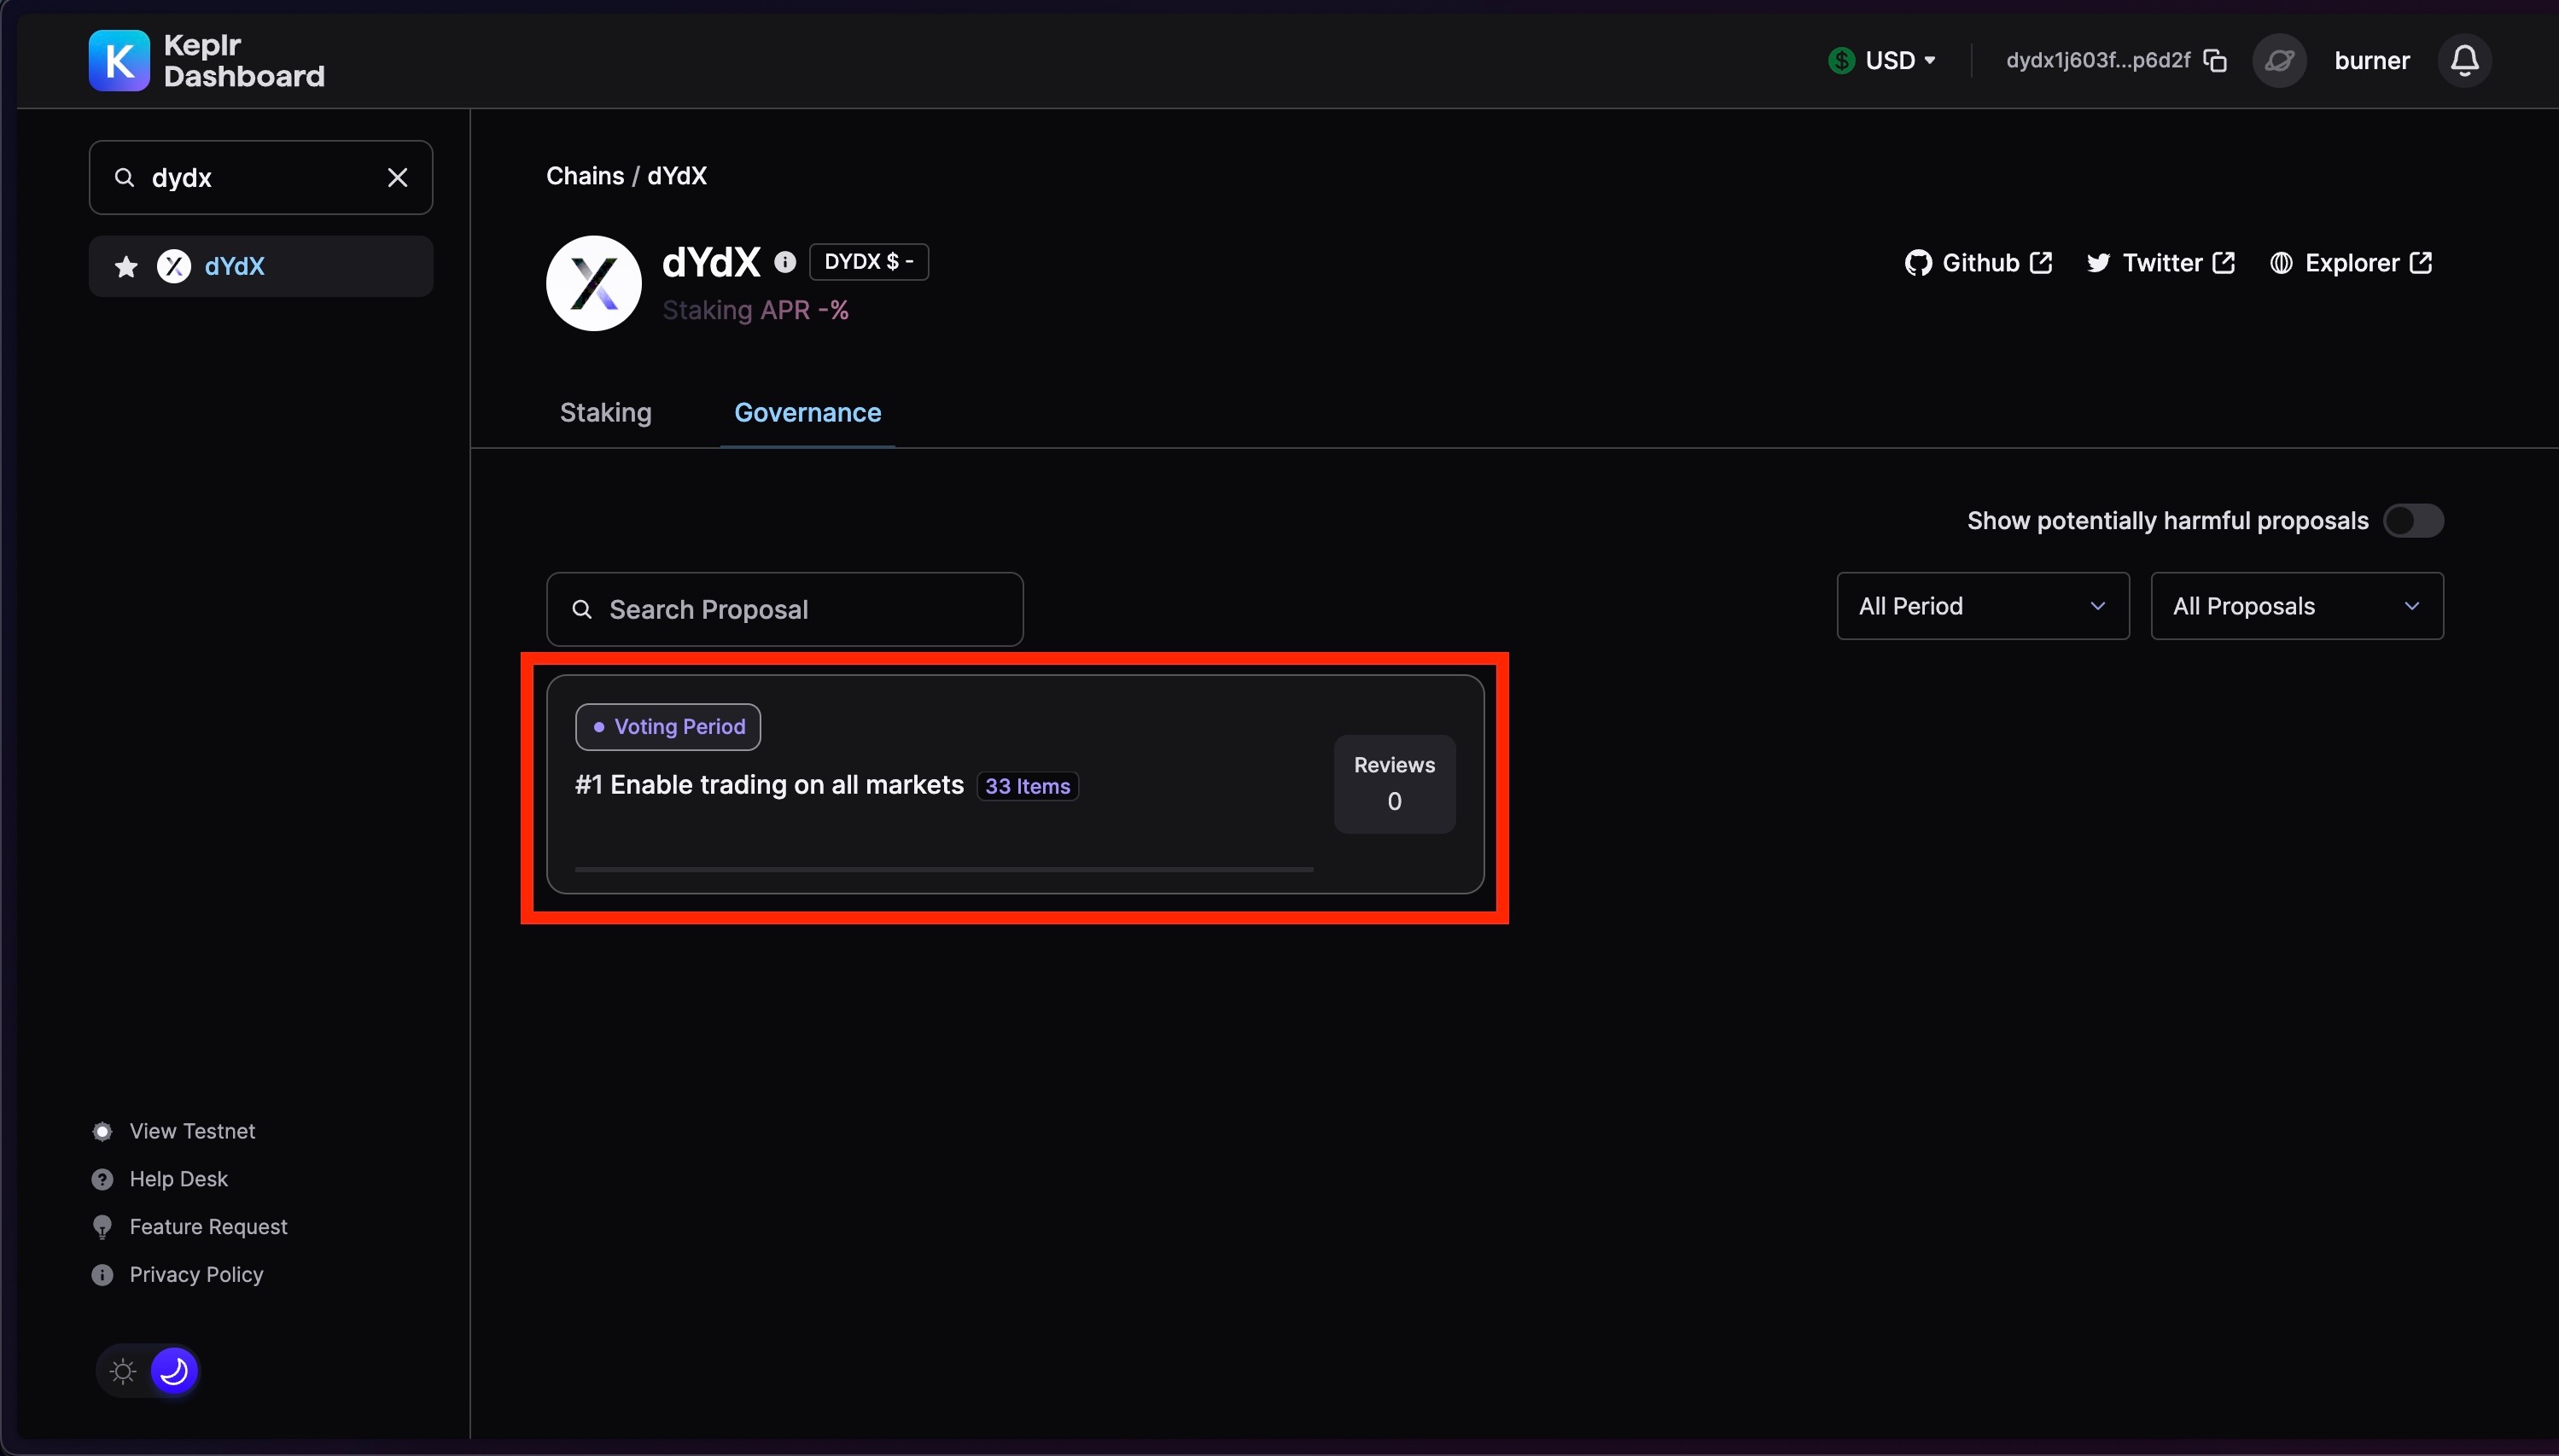 K Keplr
Dashboard
$ USD
dydx1j603f...p6d2f
burner
dydx
dYdX
Chains / dYdX
dYdX
DYDX $ -
Staking APR -%
Github
Twitter
Explorer
Staking
Governance
Show potentially harmful proposals
Search Proposal
All Period
All Proposals
Voting Period
#1 Enable trading on all markets
33 Items
Reviews
0
View Testnet
Help Desk
Feature Request
Privacy Policy